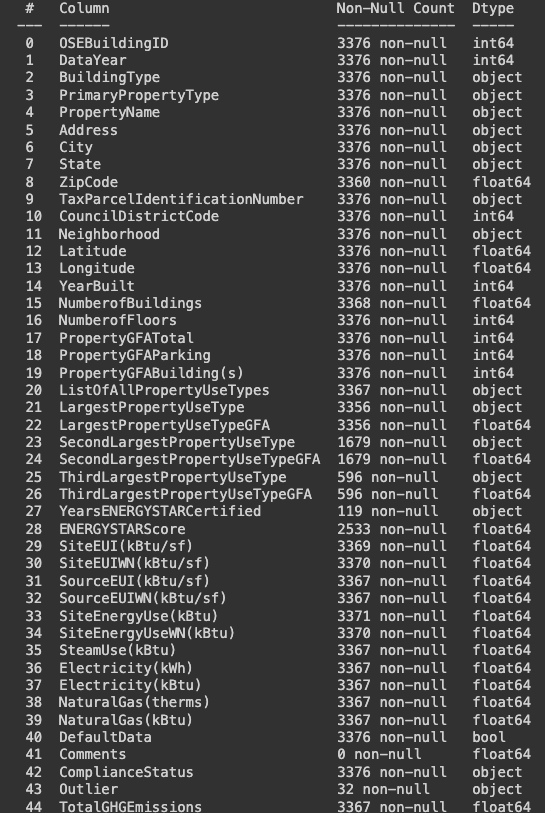 #   Column                           Non-Null Count  Dtype
---  ------                           --------------  -----
0   OSEBuildingID                    3376 non-null   int64
1   DataYear                         3376 non-null   int64
2   BuildingType                     3376 non-null   object
3   PrimaryPropertyType              3376 non-null   object
4   PropertyName                     3376 non-null   object
5   Address                          3376 non-null   object
6   City                             3376 non-null   object
7   State                            3376 non-null   object
8   ZipCode                          3360 non-null   float64
9   TaxParcelIdentificationNumber    3376 non-null   object
10  CouncilDistrictCode              3376 non-null   int64
11  Neighborhood                     3376 non-null   object
12  Latitude                         3376 non-null   float64
13  Longitude                        3376 non-null   float64
14  YearBuilt                        3376 non-null   int64
15  NumberofBuildings                3368 non-null   float64
16  NumberofFloors                   3376 non-null   int64
17  PropertyGFATotal                 3376 non-null   int64
18  PropertyGFAParking               3376 non-null   int64
19  PropertyGFABuilding(s)           3376 non-null   int64
20  ListOfAllPropertyUseTypes        3367 non-null   object
21  LargestPropertyUseType           3356 non-null   object
22  LargestPropertyUseTypeGFA        3356 non-null   float64
23  SecondLargestPropertyUseType     1679 non-null   object
24  SecondLargestPropertyUseTypeGFA  1679 non-null   float64
25  ThirdLargestPropertyUseType      596 non-null    object
26  ThirdLargestPropertyUseTypeGFA   596 non-null    float64
27  YearsENERGYSTARCertified         119 non-null    object
28  ENERGYSTARScore                  2533 non-null   float64
29  SiteEUI(kBtu/sf)                 3369 non-null   float64
30  SiteEUIWN(kBtu/sf)               3370 non-null   float64
31  SourceEUI(kBtu/sf)               3367 non-null   float64
32  SourceEUIWN(kBtu/sf)             3367 non-null   float64
33  SiteEnergyUse(kBtu)              3371 non-null   float64
34  SiteEnergyUseWN(kBtu)            3370 non-null   float64
35  SteamUse(kBtu)                   3367 non-null   float64
36  Electricity(kWh)                 3367 non-null   float64
37  Electricity(kBtu)                3367 non-null   float64
38  NaturalGas(therms)               3367 non-null   float64
39  NaturalGas(kBtu)                 3367 non-null   float64
40  DefaultData                      3376 non-null   bool
41  Comments                         0 non-null      float64
42  ComplianceStatus                 3376 non-null   object
43  Outlier                          32 non-null     object
44  TotalGHGEmissions                3367 non-null   float64